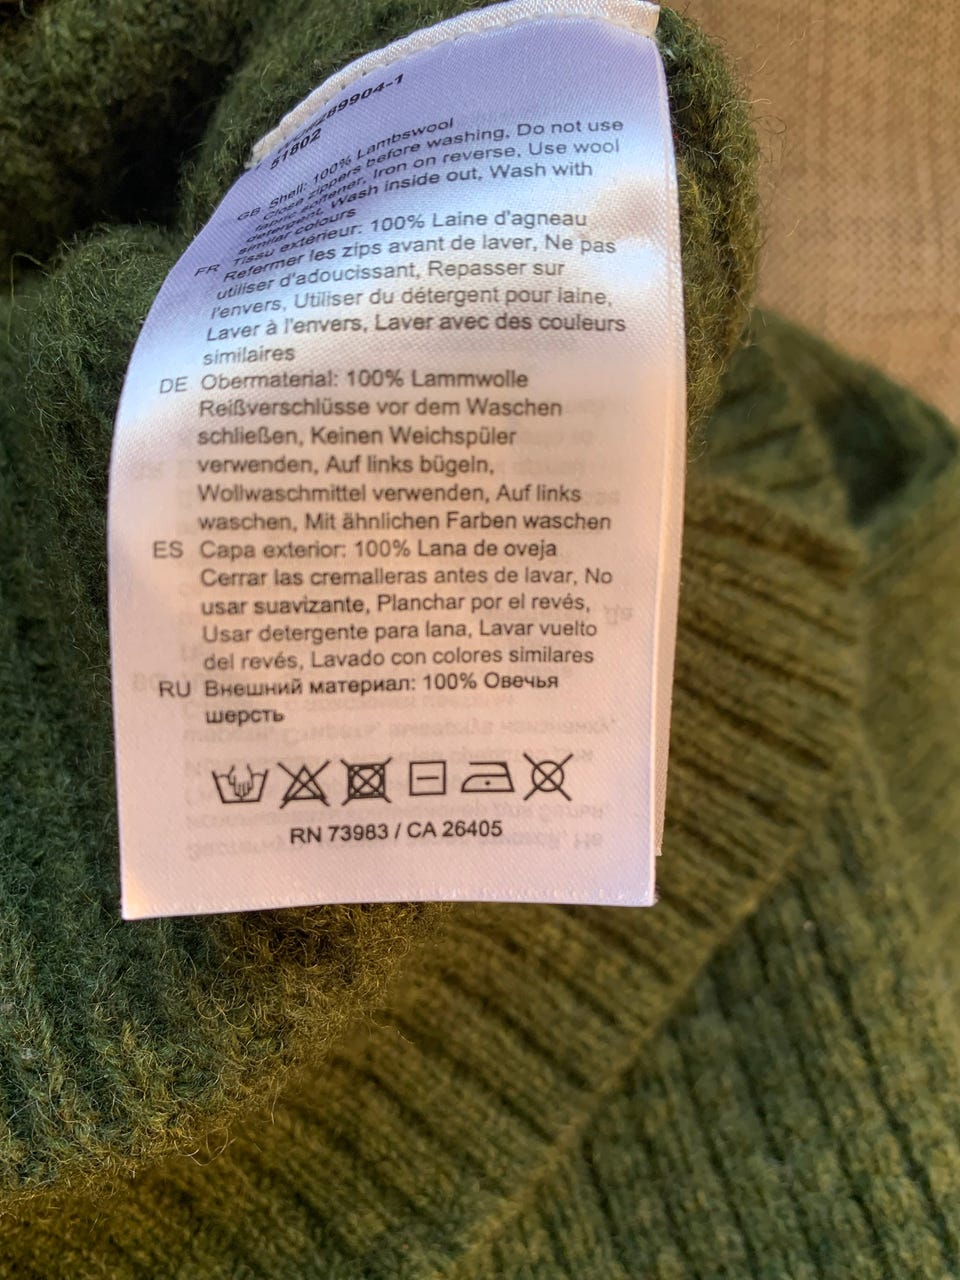 289904-1
51802
GB Shell: 100% Lambswool
Close zippers before washing, Do not use
fabric softener, Iron on reverse, Use wool
detergent, Wash inside out, Wash with
similar colours
FR Tissu extérieur: 100% Laine d'agneau
Refermer les zips avant de laver, Ne pas
utiliser d'adoucissant, Repasser sur
l'envers, Utiliser du détergent pour laine,
Laver à l'envers, Laver avec des couleurs
similaires
DE Obermaterial: 100% Lammwolle
Reißverschlüsse vor dem Waschen
schließen, Keinen Weichspüler
verwenden, Auf links bügeln,
Wollwaschmittel verwenden, Auf links
waschen, Mit ähnlichen Farben waschen
ES Capa exterior: 100% Lana de oveja
Cerrar las cremalleras antes de lavar, No
usar suavizante, Planchar por el revés,
Usar detergente para lana, Lavar vuelto
del revés, Lavado con colores similares
RU Внешний материал: 100% Овечья
шерсть
RN 73983 / CA 26405